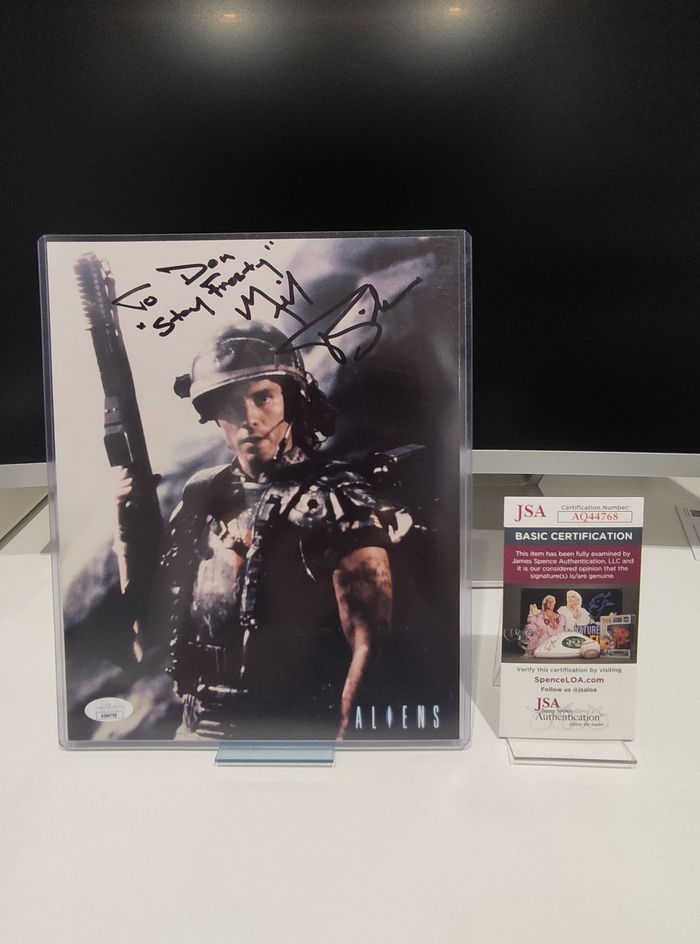 To Don
"Stay Frosty"
ALIENS
JSA
Certification Number:
AQ44768
BASIC CERTIFICATION
This item has been fully examined by
James Spence Authentication, LLC and
it is our considered opinion that the
signature(s) is/are genuine.
Verify this certification by visiting
SpenceLOA.com
Follow us @jsaloa
JSA
James Spence
Authentication
AQ44768